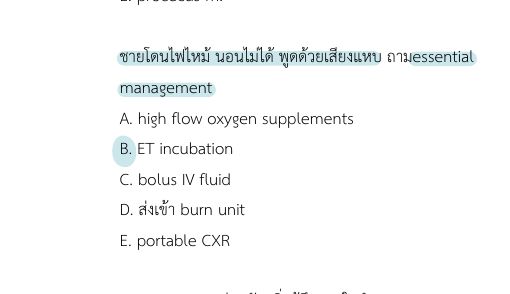 ชายโดนไฟไหม้ นอนไม่ได้ พูดด้วยเสียงแหบ ถามessential
management
A. high flow oxygen supplements
B. ET incubation
C. bolus IV fluid
D. ส่งเข้า burn unit
E. portable CXR